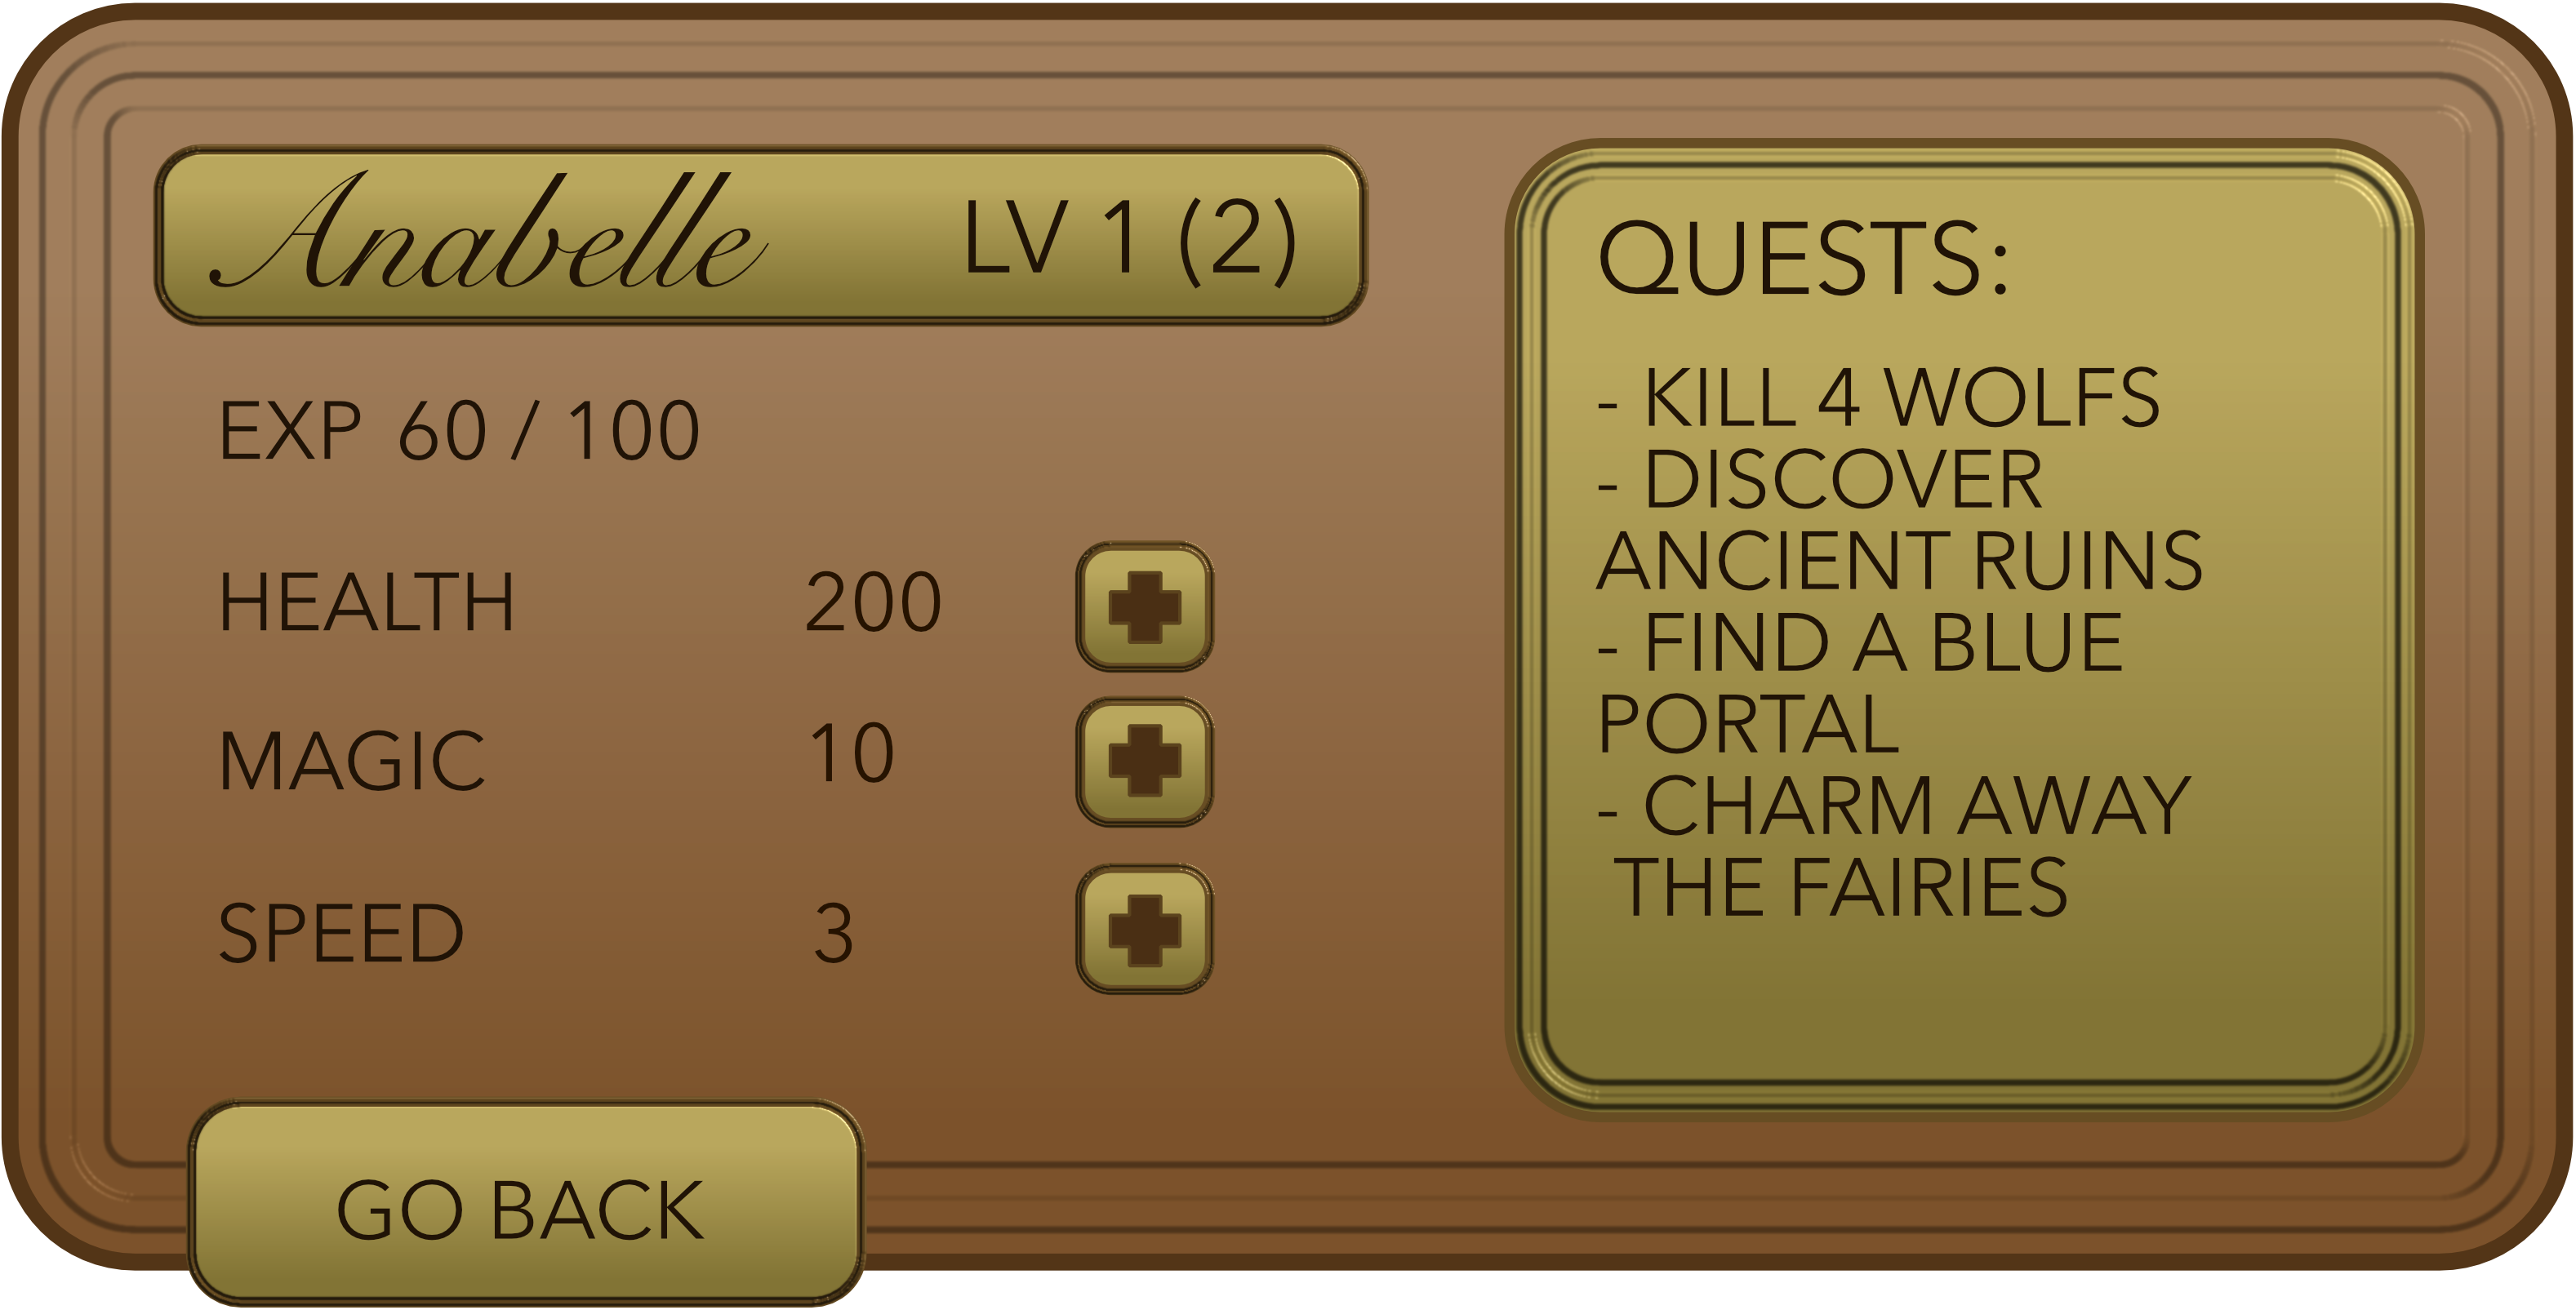 Anabelle LV 1 (2)
EXP 60 / 100
HEALTH 200
MAGIC 10
SPEED 3
GO BACK
QUESTS:
- KILL 4 WOLFS
- DISCOVER
ANCIENT RUINS
- FIND A BLUE
PORTAL
- CHARM AWAY
THE FAIRIES